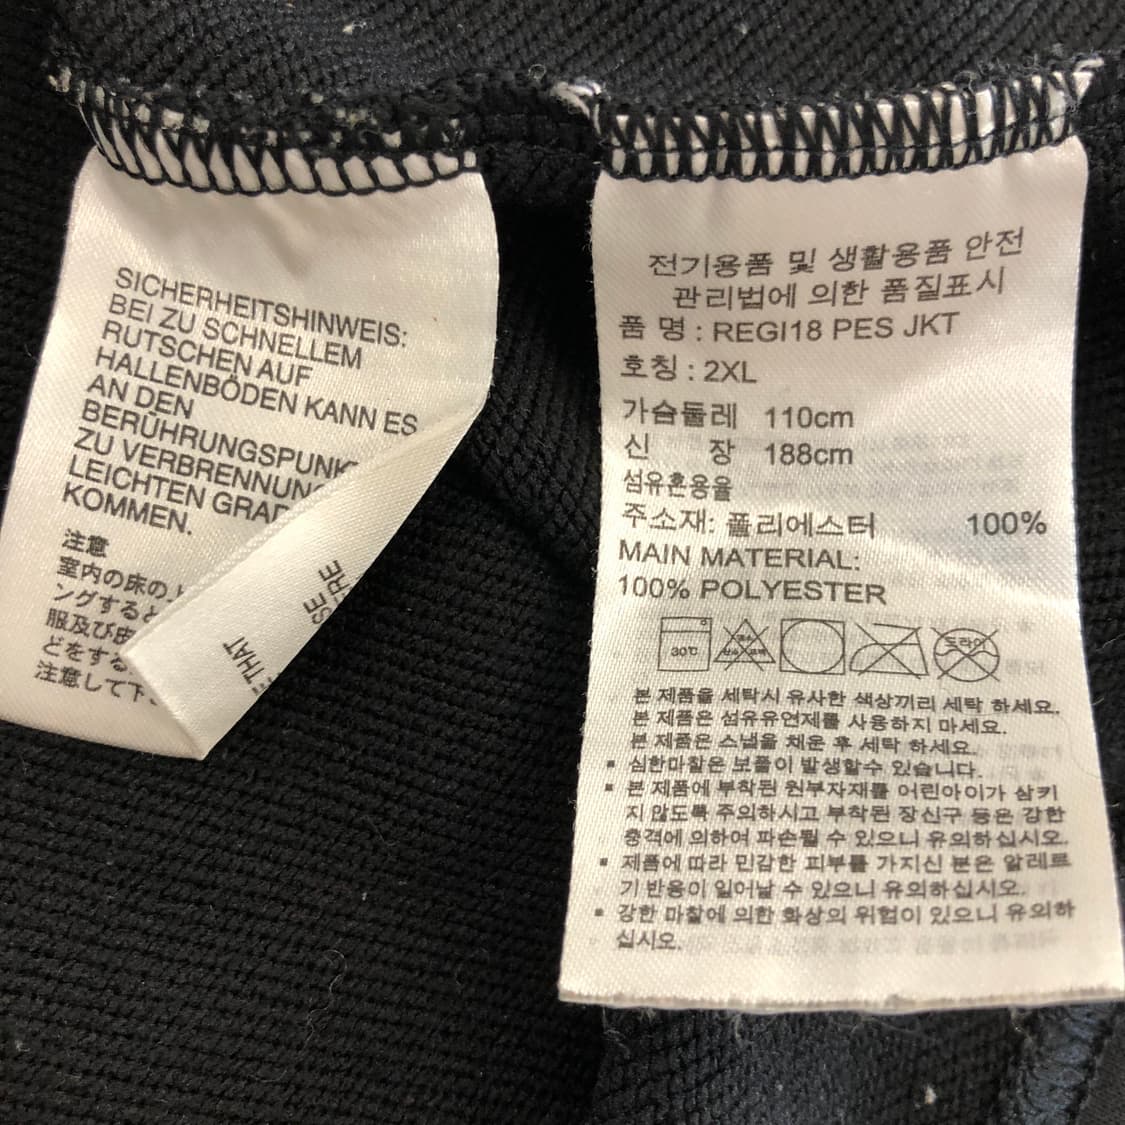 SICHERHEITSHINWEIS:
BEI ZU SCHNELLEM
RUTSCHEN AUF
HALLENBÖDEN KANN ES
AN DEN
BERÜHRUNGSPUNK
ZU VERBRENNUNG
LEICHTEN GRAD
KOMMEN.
注意
室内の床の上
ングすると
服及び皮
どをする
注意して下
SE
RE
THAT
전기용품 및 생활용품 안전
관리법에 의한 품질표시
품 명 : REGI18 PES JKT
호칭 : 2XL
가슴둘레 110cm
신 장 188cm
섬유혼용율
주소재: 폴리에스터 100%
MAIN MATERIAL:
100% POLYESTER
30℃ 염소 산소 표백 드라이
본 제품을 세탁시 유사한 색상끼리 세탁 하세요.
본 제품은 섬유유연제를 사용하지 마세요.
본 제품은 스냅을 채운 후 세탁 하세요.
▪ 심한마찰은 보풀이 발생할수 있습니다.
▪ 본 제품에 부착된 원부자재를 어린아이가 삼키
지 않도록 주의하시고 부착된 장신구 등은 강한
충격에 의하여 파손될 수 있으니 유의하십시오.
▪ 제품에 따라 민감한 피부를 가지신 분은 알레르
기 반응이 일어날 수 있으니 유의하십시오.
▪ 강한 마찰에 의한 화상의 위험이 있으니 유의하
십시오.